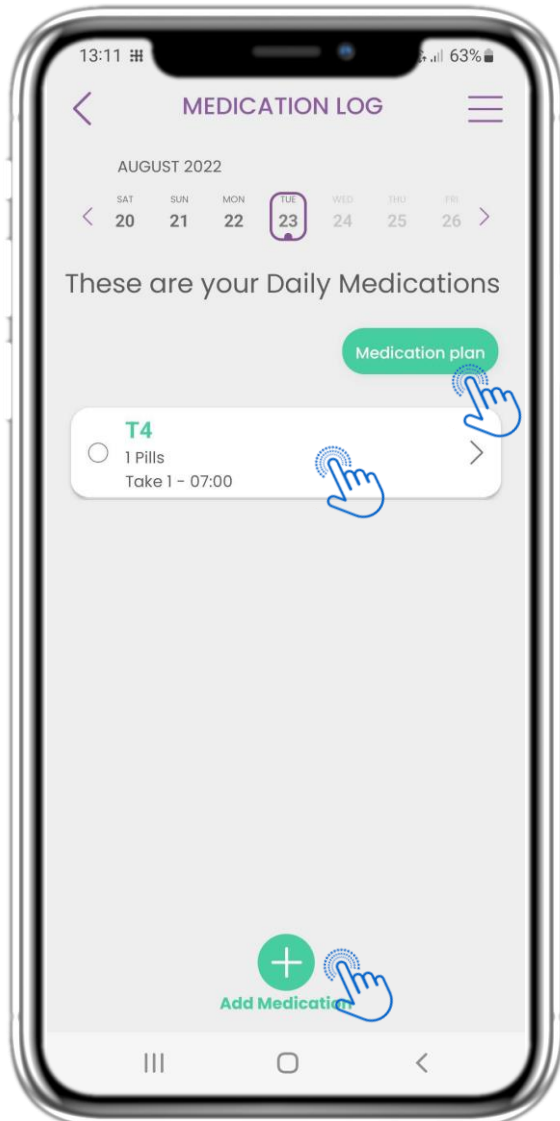 13:11 63%
MEDICATION LOG
AUGUST 2022
SAT SUN MON TUE WED THU FRI
20 21 22 23 24 25 26
These are your Daily Medications
Medication plan
T4
1 Pills
Take 1 - 07:00
Add Medication